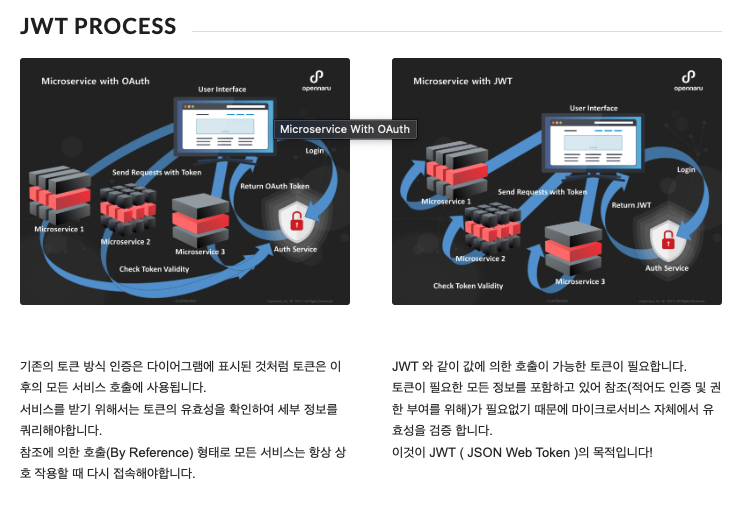 JWT PROCESS
Microservice with OAuth
opennaru
User Interface
Microservice With OAuth
Login
Send Requests with Token
Return OAuth Token
Microservice 1
Microservice 2
Microservice 3
Auth Service
Check Token Validity
Microservice with JWT
opennaru
User Interface
Login
Microservice 1
Send Requests with Token
Return JWT
Microservice 2
Auth Service
Microservice 3
Check Token Validity
기존의 토큰 방식 인증은 다이어그램에 표시된 것처럼 토큰은 이
후의 모든 서비스 호출에 사용됩니다.
서비스를 받기 위해서는 토큰의 유효성을 확인하여 세부 정보를
쿼리해야합니다.
참조에 의한 호출(By Reference) 형태로 모든 서비스는 항상 상
호 작용할 때 다시 접속해야합니다.
JWT 와 같이 값에 의한 호출이 가능한 토큰이 필요합니다.
토큰이 필요한 모든 정보를 포함하고 있어 참조(적어도 인증 및 권
한 부여를 위해)가 필요없기 때문에 마이크로서비스 자체에서 유
효성을 검증 합니다.
이것이 JWT ( JSON Web Token )의 목적입니다!